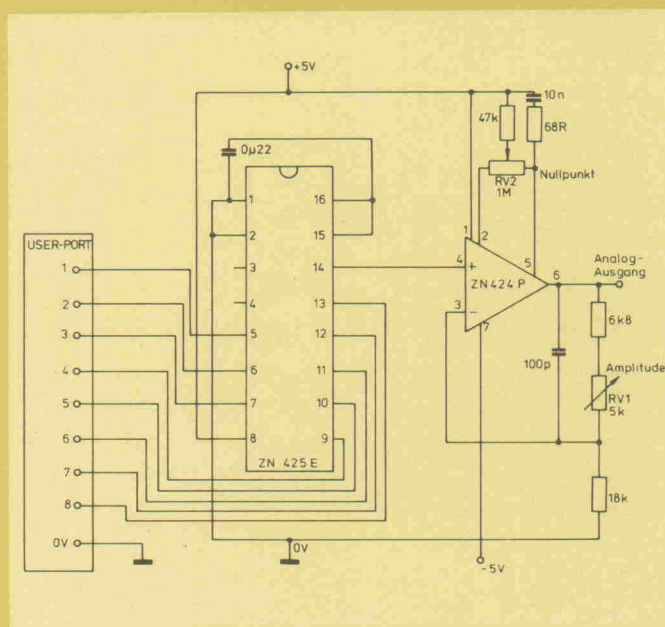 +5V
10n
47k
68R
0µ22
RV2
1M
Nullpunkt
1
16
2
15
3
14
4
13
5
12
6
11
7
10
8
9
ZN 425 E
USER-PORT
1
2
3
4
5
6
7
8
0V
0V
1
2
4
+
5
6
ZN 424 P
3
−
7
Analog-
Ausgang
6k8
100p
Amplitude
RV1
5k
18k
-5V